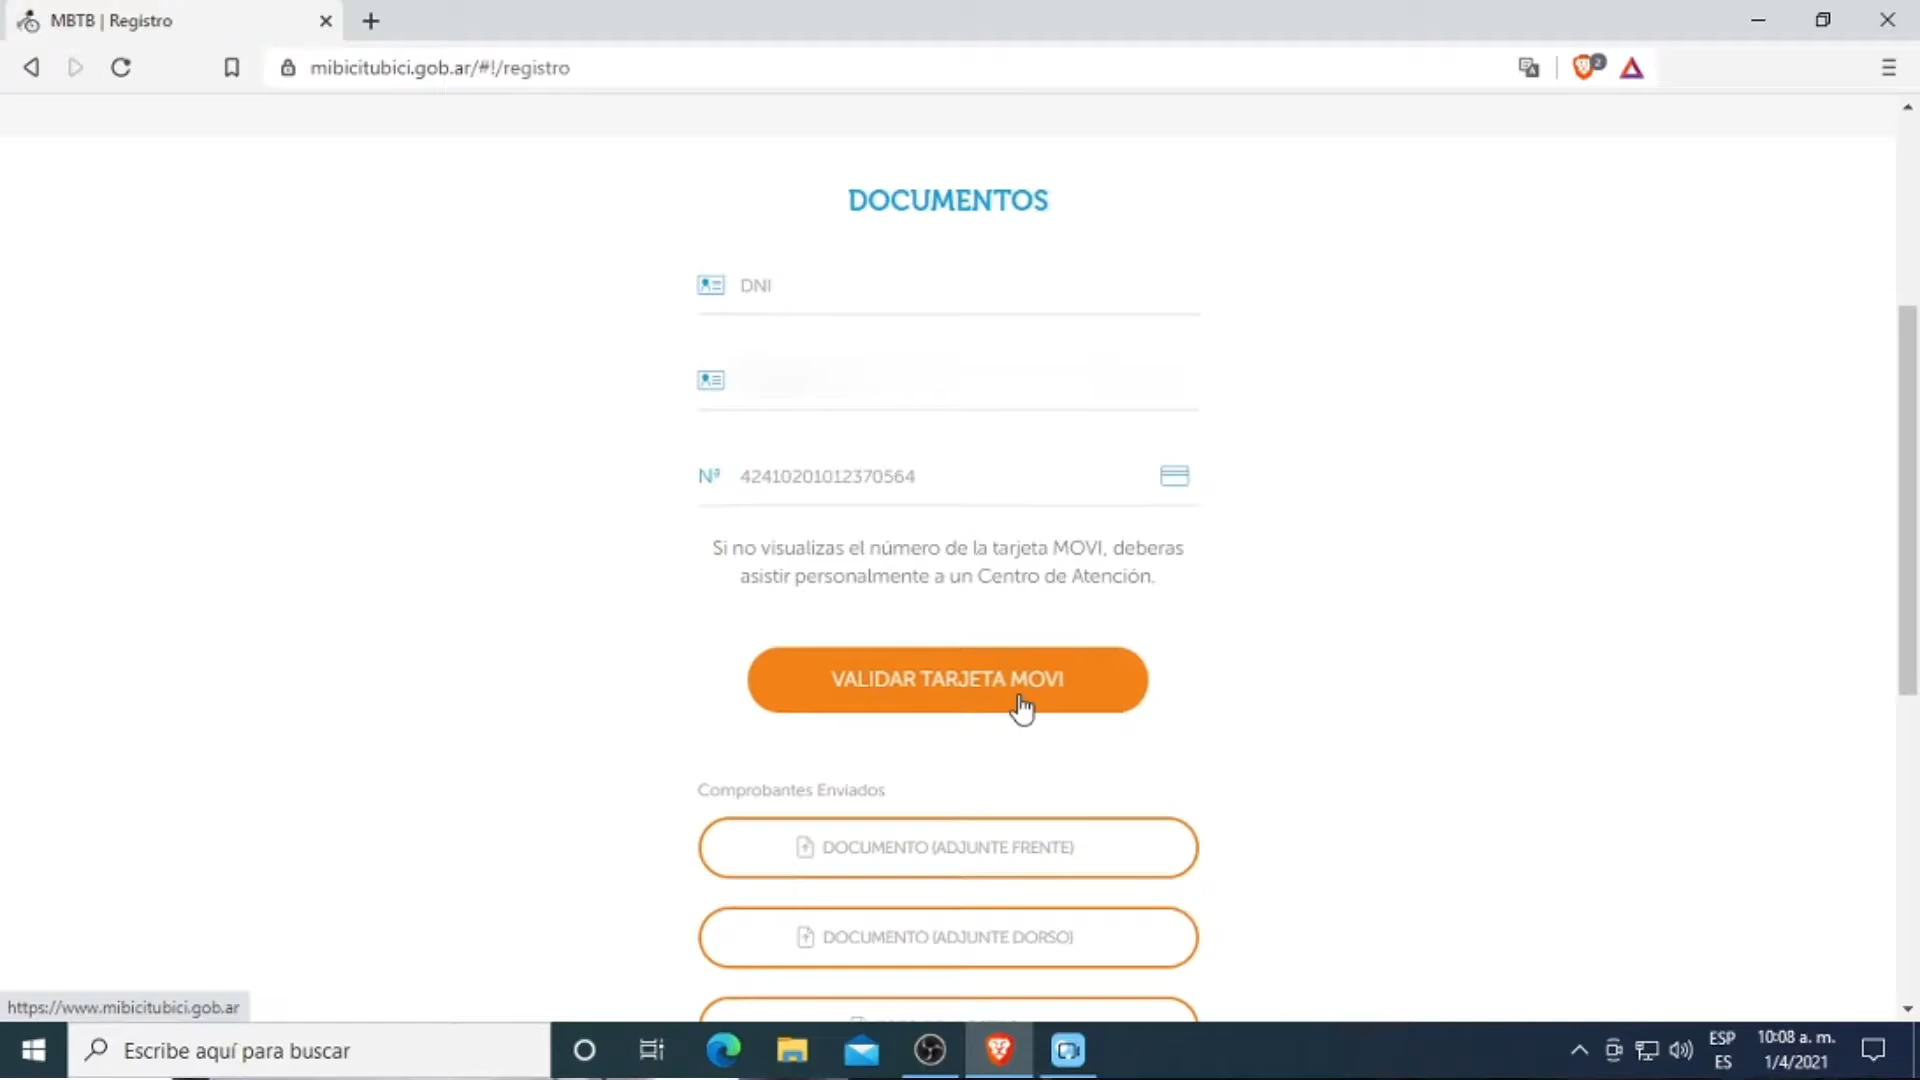 MBTB | Registro
mibicitubici.gob.ar/#!/registro
2
DOCUMENTOS
DNI
Nº 42410201012370564
Si no visualizas el número de la tarjeta MOVI, deberas
asistir personalmente a un Centro de Atención.
VALIDAR TARJETA MOVI
Comprobantes Enviados
DOCUMENTO (ADJUNTE FRENTE)
DOCUMENTO (ADJUNTE DORSO)
https://www.mibicitubici.gob.ar
Escribe aquí para buscar
ESP
ES
10:08 a. m.
1/4/2021